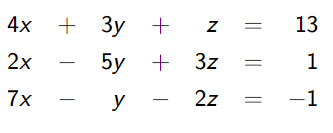 4x + 3y + z = 13
2x − 5y + 3z = 1
7x − y − 2z = −1